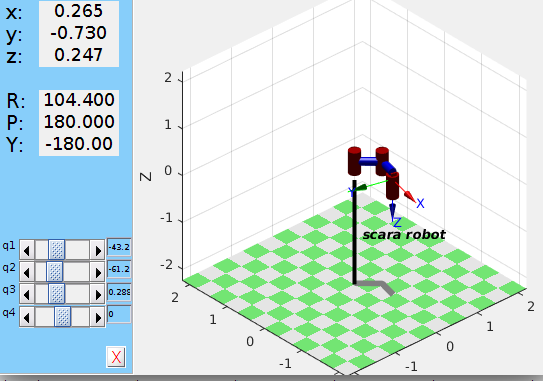 x: 0.265
y: -0.730
z: 0.247
R: 104.400
P: 180.000
Y: -180.00
q1 -43.2
q2 -61.2
q3 0.288
q4 0
X
Z
2
1
0
-1
-2
2
1
0
-1
2
1
0
-1
Y
X
Z
scara robot